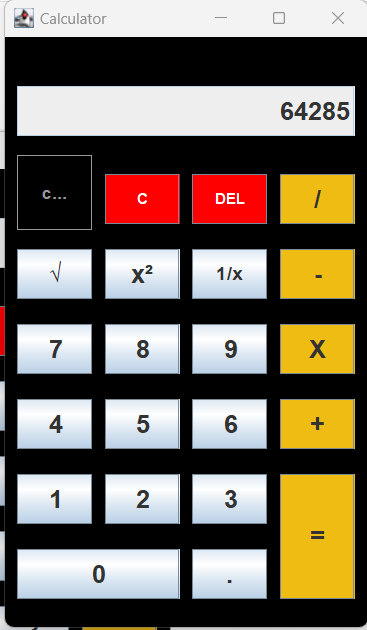 Calculator
64285
c... C DEL /
√ x² 1/x -
7 8 9 X
4 5 6 +
1 2 3 =
0 .